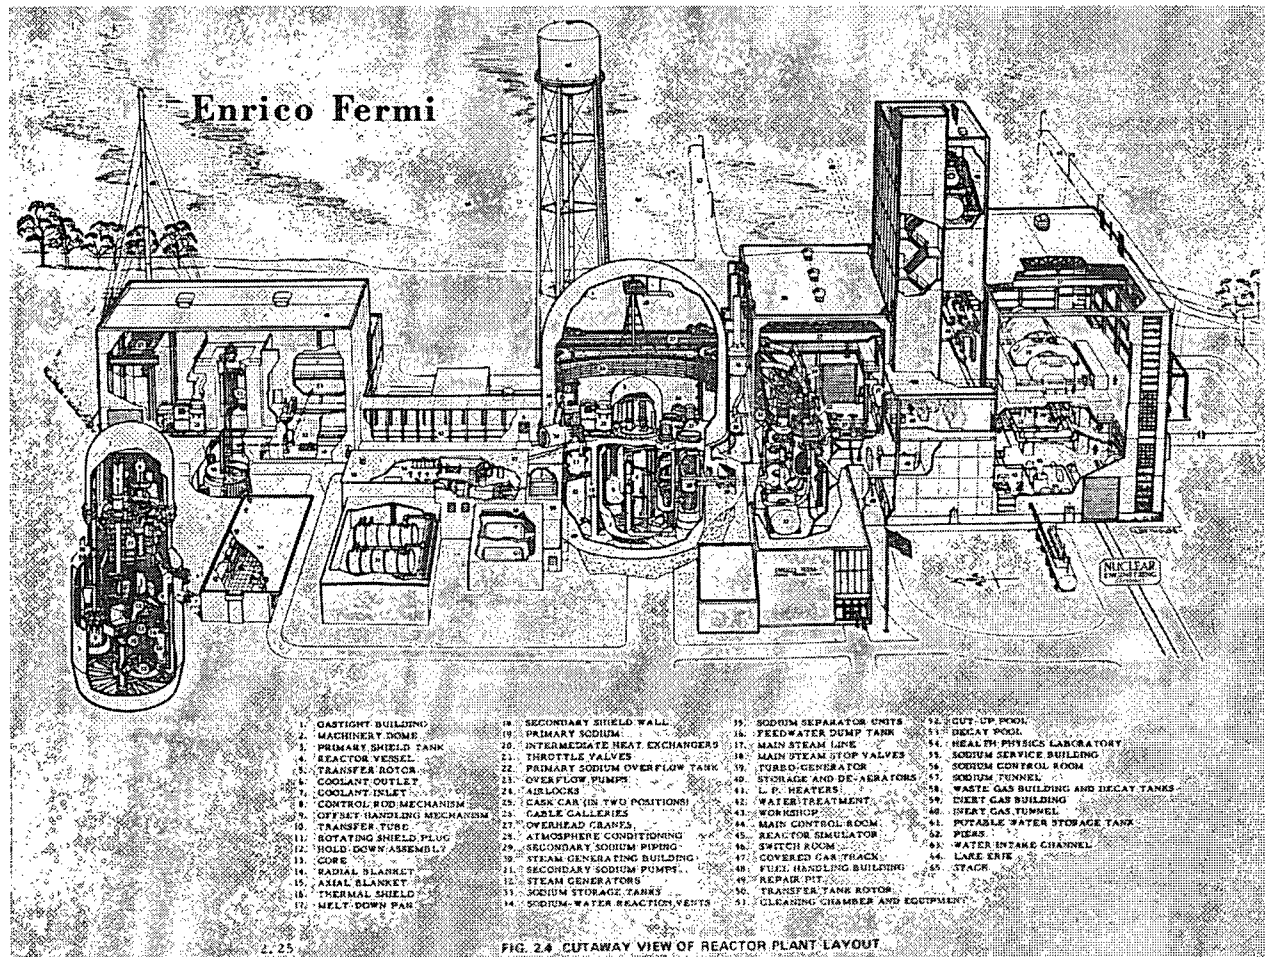 Enrico Fermi
NUCLEAR
ENGINEERING
1. GASTIGHT BUILDING
2. MACHINERY DOME
3. PRIMARY SHIELD TANK
4. REACTOR VESSEL
5. TRANSFER ROTOR
6. COOLANT OUTLET
7. COOLANT INLET
8. CONTROL ROD MECHANISM
9. OFFSET HANDLING MECHANISM
10. TRANSFER TUBE
11. ROTATING SHIELD PLUG
12. HOLD DOWN ASSEMBLY
13. CORE
14. RADIAL BLANKET
15. AXIAL BLANKET
16. THERMAL SHIELD
17. MELT-DOWN PAN
18. SECONDARY SHIELD WALL
19. PRIMARY SODIUM
20. INTERMEDIATE HEAT EXCHANGERS
21. THROTTLE VALVES
22. PRIMARY SODIUM OVERFLOW TANK
23. OVERFLOW PUMPS
24. AIRLOCKS
25. CASK CAR (IN TWO POSITIONS)
26. CABLE GALLERIES
27. OVERHEAD CRANES
28. ATMOSPHERE CONDITIONING
29. SECONDARY SODIUM PIPING
30. STEAM GENERATING BUILDING
31. SECONDARY SODIUM PUMPS
32. STEAM GENERATORS
33. SODIUM STORAGE TANKS
34. SODIUM-WATER REACTION VENTS
35. SODIUM SEPARATOR UNITS
36. FEEDWATER DUMP TANK
37. MAIN STEAM LINE
38. MAIN STEAM STOP VALVES
39. TURBO-GENERATOR
40. STORAGE AND DE-AERATORS
41. L.P. HEATERS
42. WATER TREATMENT
43. WORKSHOP
44. MAIN CONTROL ROOM
45. REACTOR SIMULATOR
46. SWITCH ROOM
47. COVERED CAR TRACK
48. FUEL HANDLING BUILDING
49. REPAIR PIT
50. TRANSFER TANK ROTOR
51. CLEANING CHAMBER AND EQUIPMENT
52. CUT-UP POOL
53. DECAY POOL
54. HEALTH PHYSICS LABORATORY
55. SODIUM SERVICE BUILDING
56. SODIUM CONTROL ROOM
57. SODIUM TUNNEL
58. WASTE GAS BUILDING AND DECAY TANKS
59. INERT GAS BUILDING
60. INERT GAS TUNNEL
61. POTABLE WATER STORAGE TANK
62. PIERS
63. WATER INTAKE CHANNEL
64. LAKE ERIE
65. STACK
2.25
FIG. 2.4 CUTAWAY VIEW OF REACTOR PLANT LAYOUT